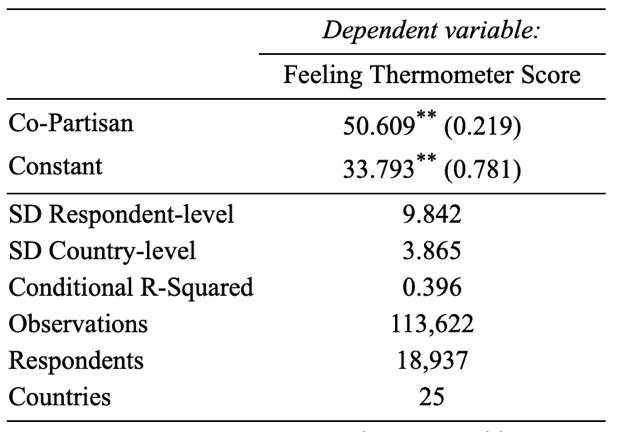 Dependent variable:
Feeling Thermometer Score
Co-Partisan 50.609** (0.219)
Constant 33.793** (0.781)
SD Respondent-level 9.842
SD Country-level 3.865
Conditional R-Squared 0.396
Observations 113,622
Respondents 18,937
Countries 25